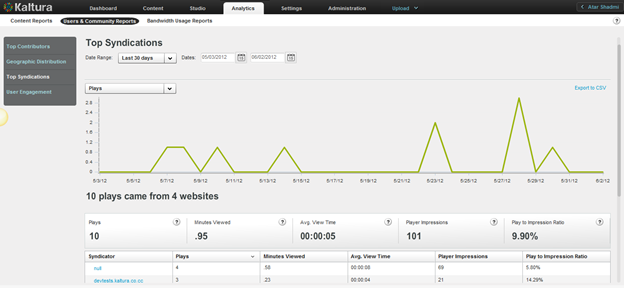 Kaltura Dashboard Content Studio Analytics Settings Administration Upload < Atar Shadmi
Content Reports Users & Community Reports Bandwidth Usage Reports ?
Top Contributors
Geographic Distribution
Top Syndications
User Engagement
Top Syndications
Date Range: Last 30 days Dates: 05/03/2012 06/02/2012
Plays Export to CSV
2.8
2.4
2
1.6
1.2
0.8
0.4
0
5/3/12 5/5/12 5/7/12 5/9/12 5/11/12 5/13/12 5/15/12 5/17/12 5/19/12 5/21/12 5/23/12 5/25/12 5/27/12 5/29/12 5/31/12 6/2/12
10 plays came from 4 websites
Plays ? Minutes Viewed ? Avg. View Time ? Player Impressions ? Play to Impression Ratio ?
10 .95 00:00:05 101 9.90%
Syndicator Plays Minutes Viewed Avg. View Time Player Impressions Play to Impression Ratio
null 4 .58 00:00:08 69 5.80%
devtests.kaltura.co.cc 3 .23 00:00:04 21 14.29%